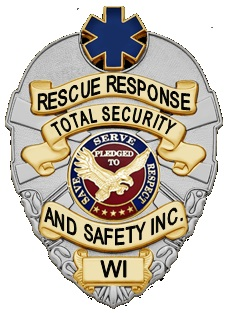 RESCUE RESPONSE
TOTAL SECURITY
SERVE
PLEDGED
TO
SAVE
RESPECT
AND SAFETY INC.
WI